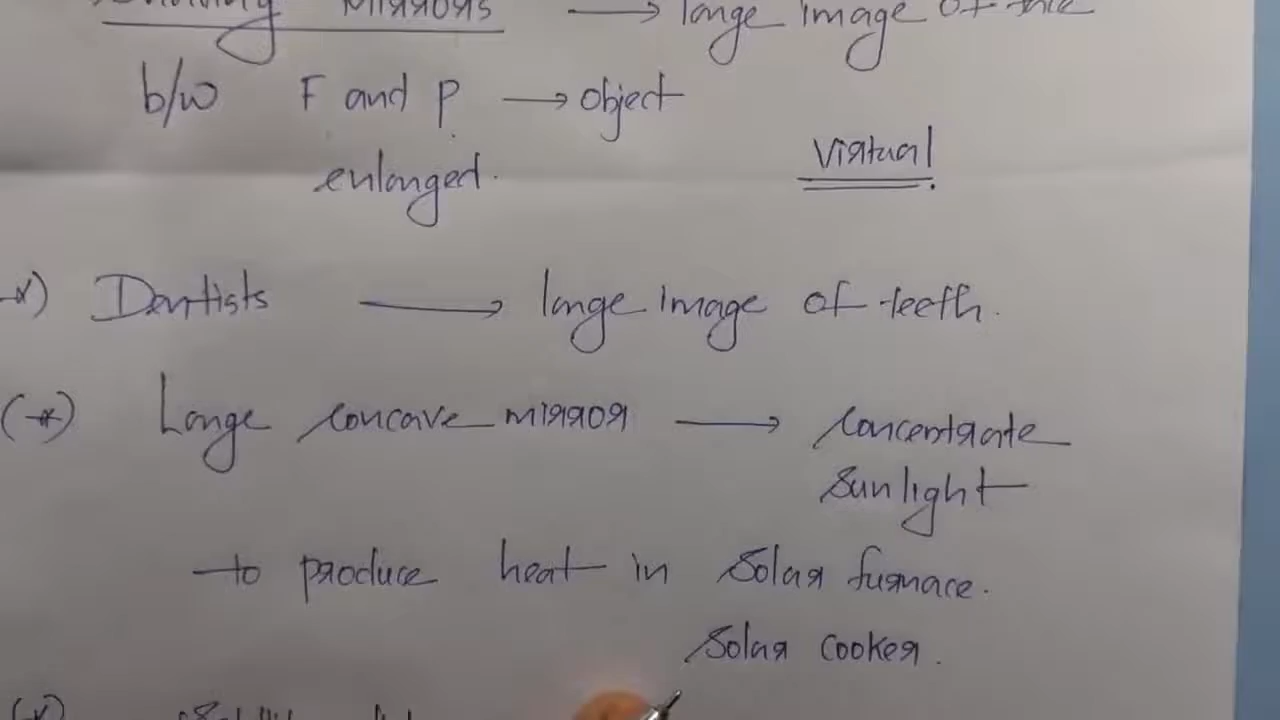 Mirrors → large image of the
b/w F and P → object
enlarged. Virtual
*) Dentists → large image of teeth.
(*) Large concave mirror → concentrate
sunlight
to produce heat in solar furnace.
solar cooker.